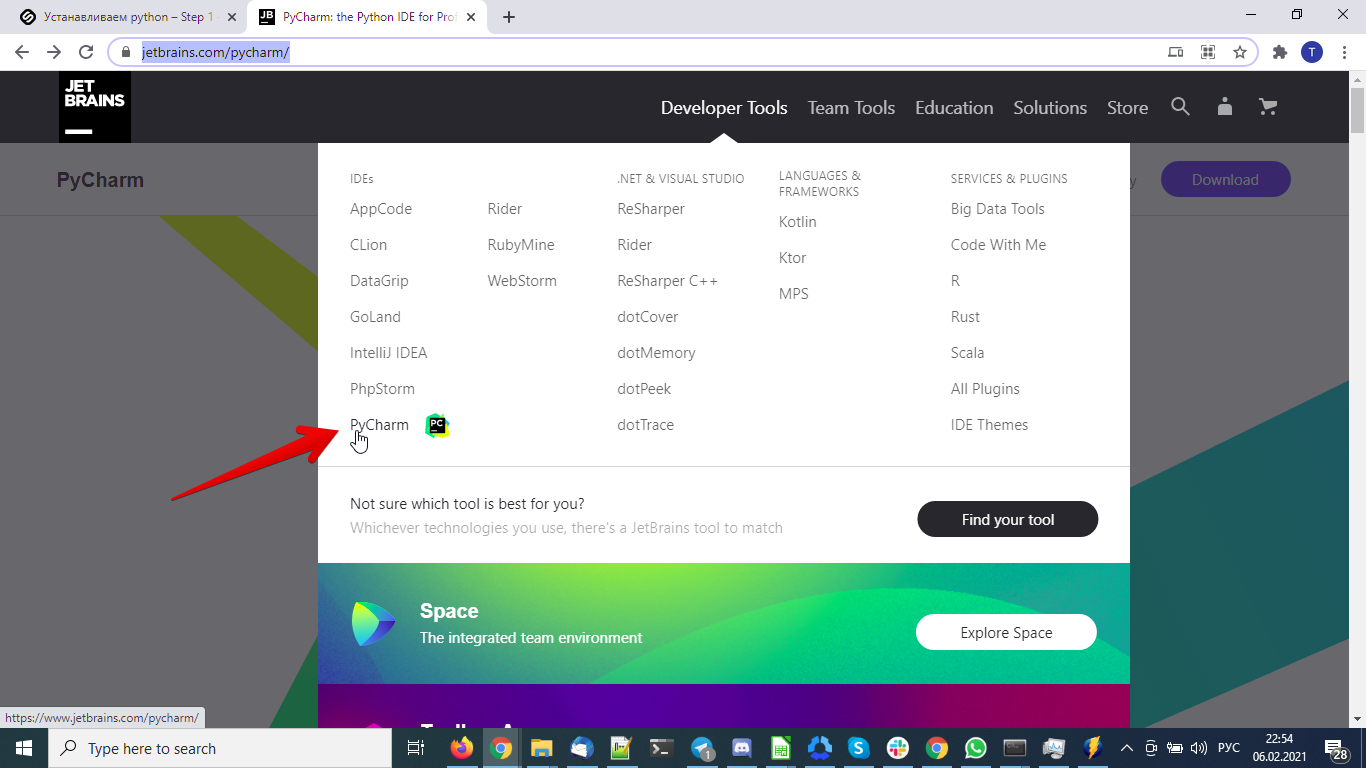 Устанавливаем python – Step 1
PyCharm: the Python IDE for Prof
jetbrains.com/pycharm/
T
JET
BRAINS
Developer Tools
Team Tools
Education
Solutions
Store
PyCharm
y
Download
IDEs
AppCode
CLion
DataGrip
GoLand
IntelliJ IDEA
PhpStorm
PyCharm
PC
Rider
RubyMine
WebStorm
.NET & VISUAL STUDIO
ReSharper
Rider
ReSharper C++
dotCover
dotMemory
dotPeek
dotTrace
LANGUAGES &
FRAMEWORKS
Kotlin
Ktor
MPS
SERVICES & PLUGINS
Big Data Tools
Code With Me
R
Rust
Scala
All Plugins
IDE Themes
Not sure which tool is best for you?
Whichever technologies you use, there's a JetBrains tool to match
Find your tool
Space
The integrated team environment
Explore Space
https://www.jetbrains.com/pycharm/
Type here to search
1
РУС
22:54
06.02.2021
28